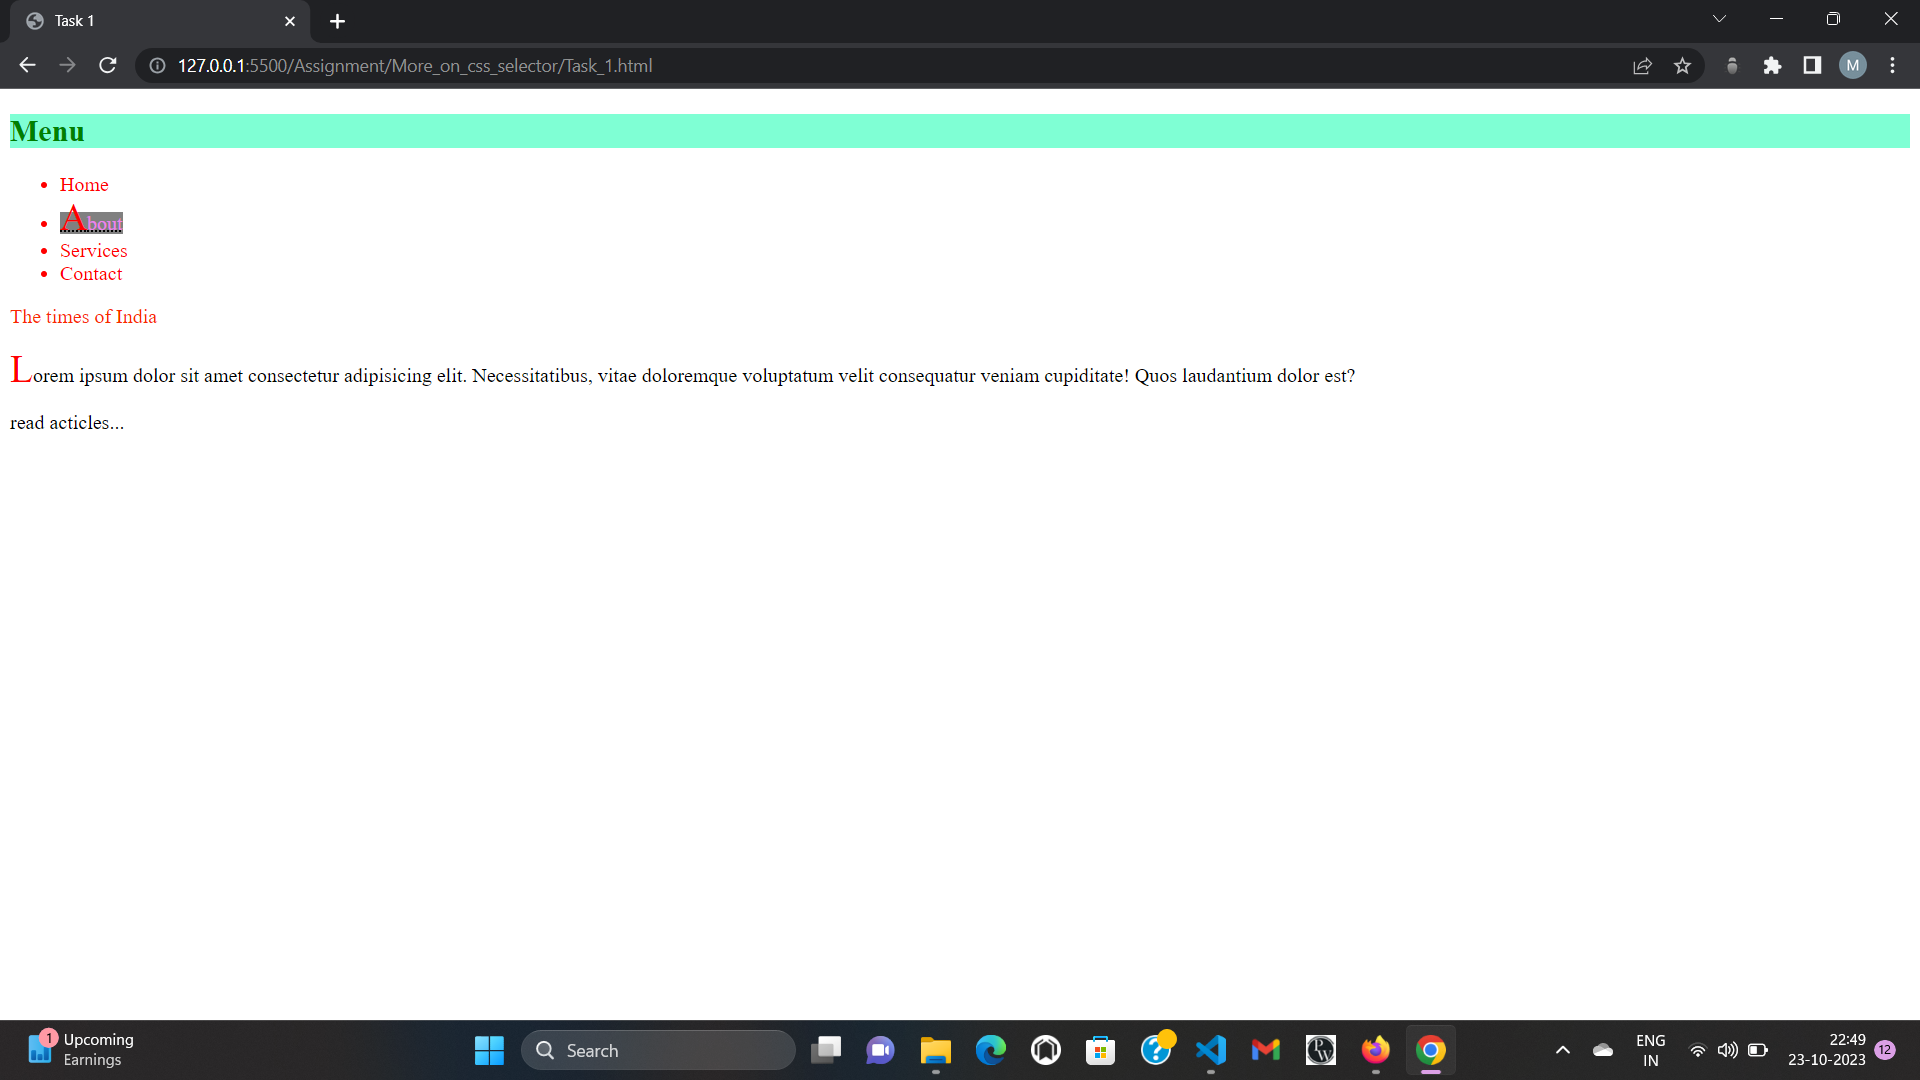 Task 1
127.0.0.1:5500/Assignment/More_on_css_selector/Task_1.html
M
Menu
• Home
• About
• Services
• Contact
The times of India
Lorem ipsum dolor sit amet consectetur adipisicing elit. Necessitatibus, vitae doloremque voluptatum velit consequatur veniam cupiditate! Quos laudantium dolor est?
read acticles...
1
Upcoming
Earnings
Search
PW
ENG
IN
22:49
23-10-2023
12